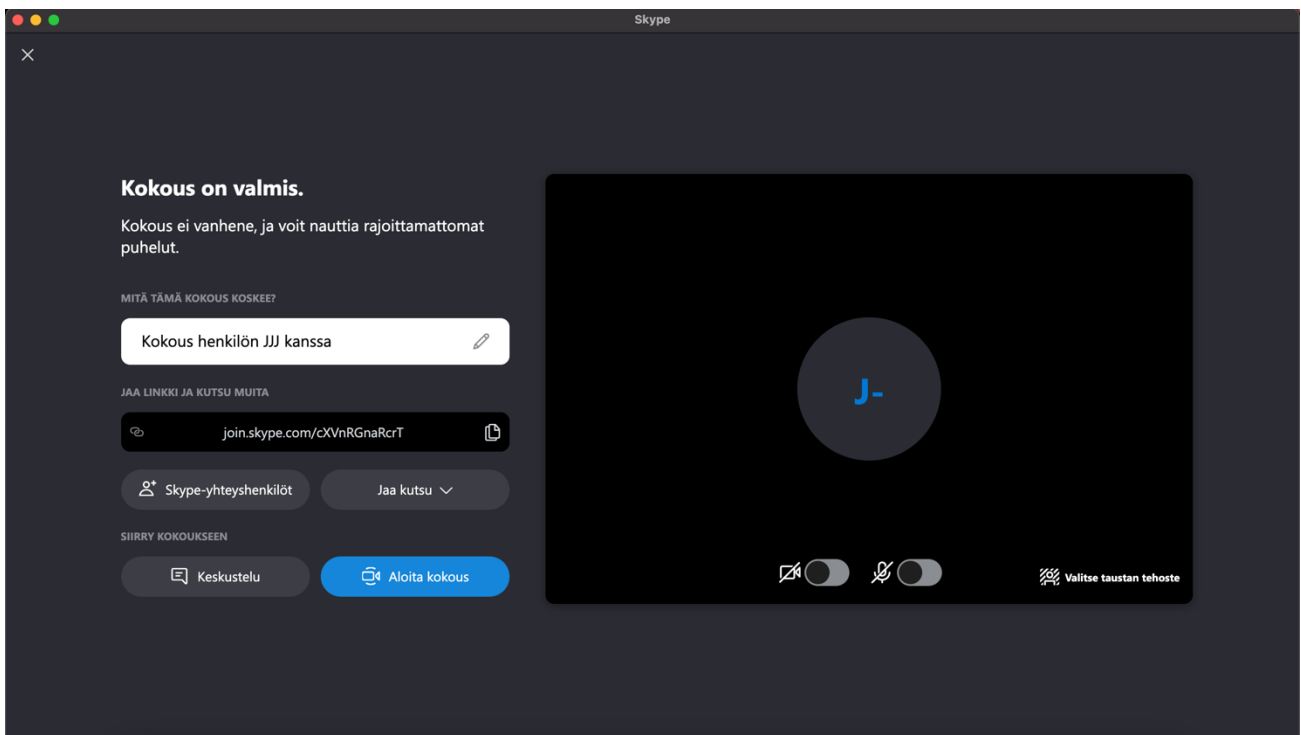 Skype
Kokous on valmis.
Kokous ei vanhene, ja voit nauttia rajoittamattomat
puhelut.
MITÄ TÄMÄ KOKOUS KOSKEE?
Kokous henkilön JJJ kanssa
JAA LINKKI JA KUTSU MUITA
join.skype.com/cXVnRGnaRcrT
Skype-yhteyshenkilöt
Jaa kutsu
SIIRRY KOKOUKSEEN
Keskustelu
Aloita kokous
J-
Valitse taustan tehoste